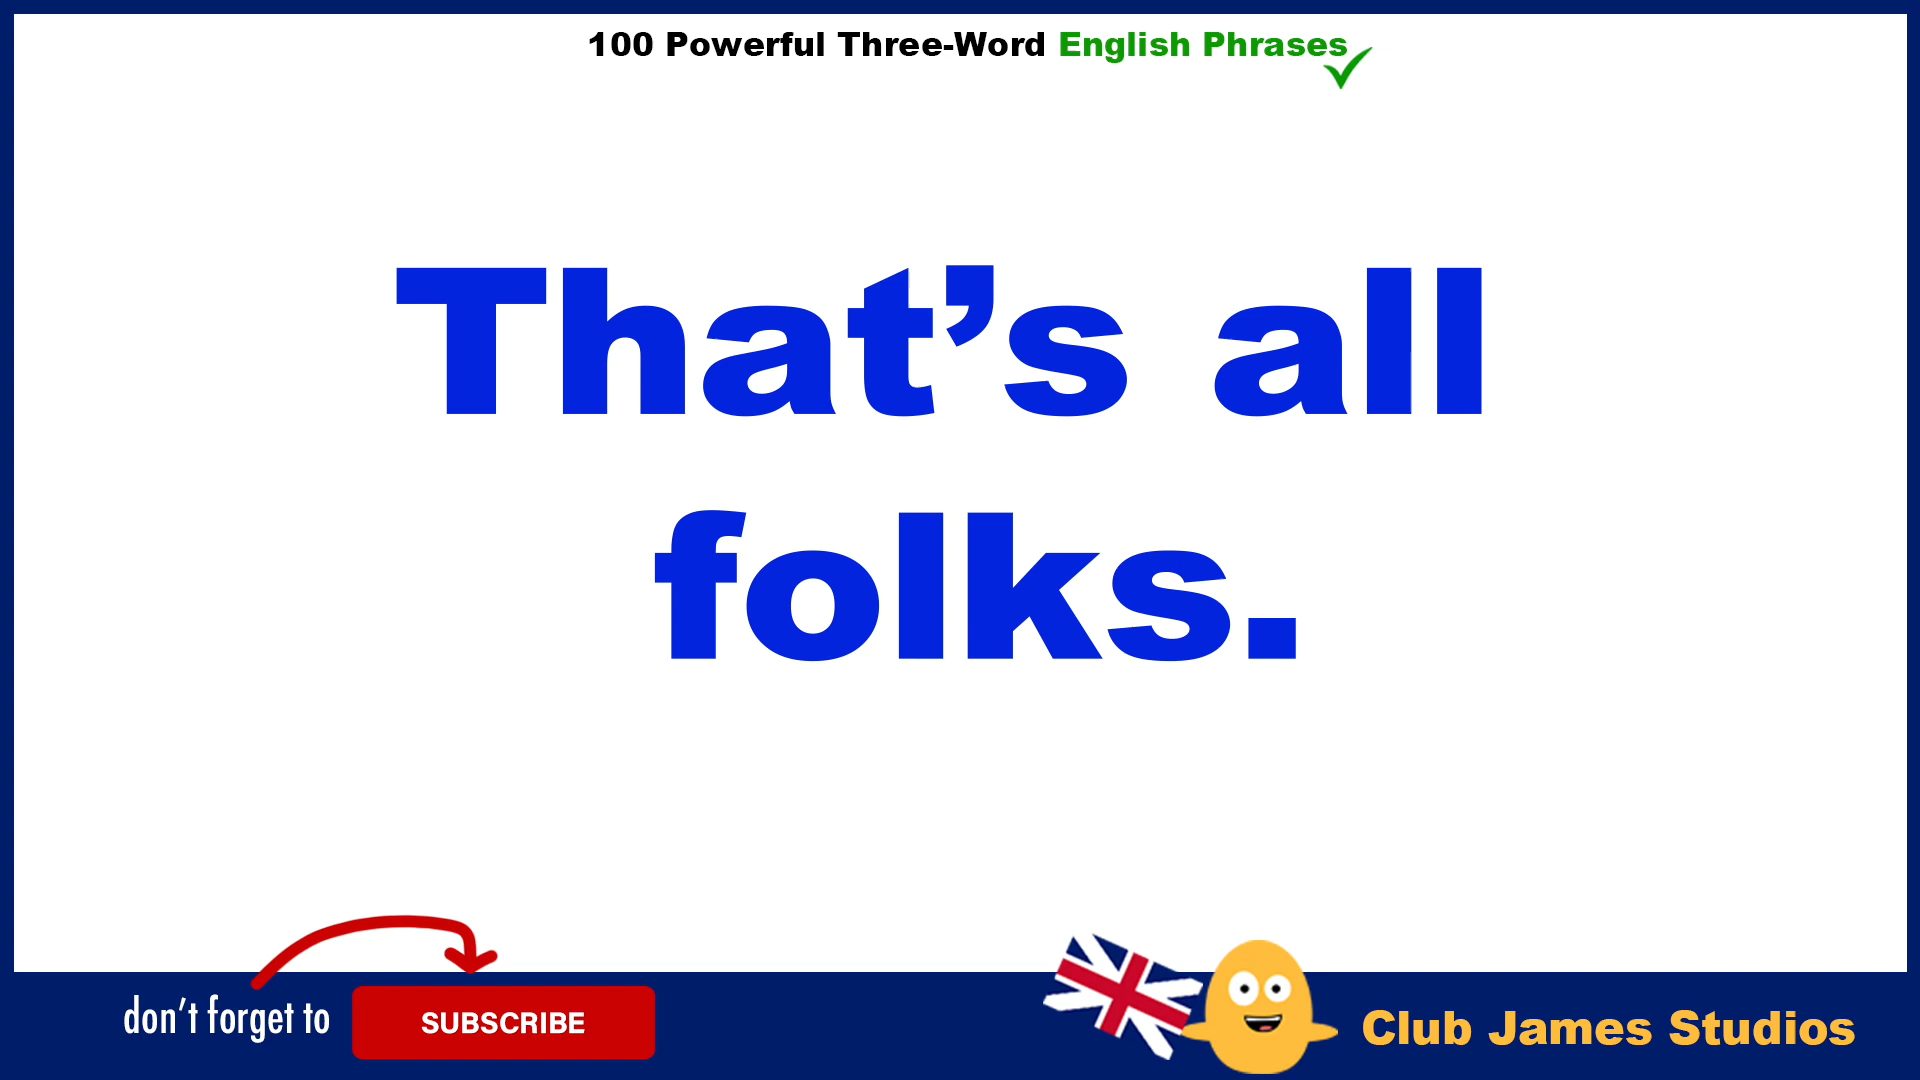 100 Powerful Three-Word English Phrases
That’s all
folks.
don’t forget to
SUBSCRIBE
Club James Studios